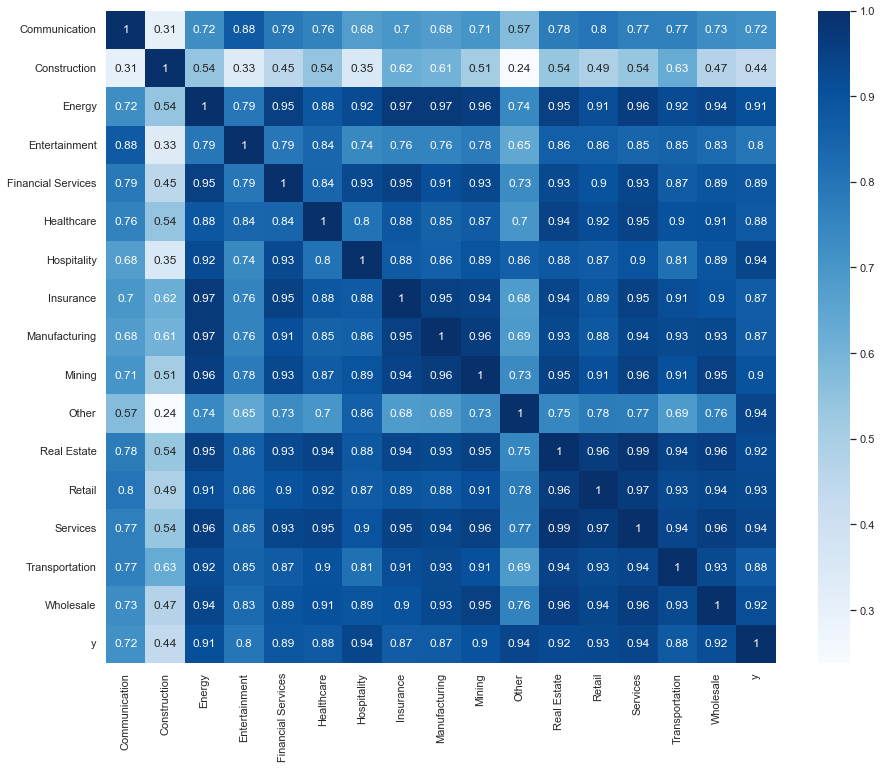 Communication 1 0.31 0.72 0.88 0.79 0.76 0.68 0.7 0.68 0.71 0.57 0.78 0.8 0.77 0.77 0.73 0.72
Construction 0.31 1 0.54 0.33 0.45 0.54 0.35 0.62 0.61 0.51 0.24 0.54 0.49 0.54 0.63 0.47 0.44
Energy 0.72 0.54 1 0.79 0.95 0.88 0.92 0.97 0.97 0.96 0.74 0.95 0.91 0.96 0.92 0.94 0.91
Entertainment 0.88 0.33 0.79 1 0.79 0.84 0.74 0.76 0.76 0.78 0.65 0.86 0.86 0.85 0.85 0.83 0.8
Financial Services 0.79 0.45 0.95 0.79 1 0.84 0.93 0.95 0.91 0.93 0.73 0.93 0.9 0.93 0.87 0.89 0.89
Healthcare 0.76 0.54 0.88 0.84 0.84 1 0.8 0.88 0.85 0.87 0.7 0.94 0.92 0.95 0.9 0.91 0.88
Hospitality 0.68 0.35 0.92 0.74 0.93 0.8 1 0.88 0.86 0.89 0.86 0.88 0.87 0.9 0.81 0.89 0.94
Insurance 0.7 0.62 0.97 0.76 0.95 0.88 0.88 1 0.95 0.94 0.68 0.94 0.89 0.95 0.91 0.9 0.87
Manufacturing 0.68 0.61 0.97 0.76 0.91 0.85 0.86 0.95 1 0.96 0.69 0.93 0.88 0.94 0.93 0.93 0.87
Mining 0.71 0.51 0.96 0.78 0.93 0.87 0.89 0.94 0.96 1 0.73 0.95 0.91 0.96 0.91 0.95 0.9
Other 0.57 0.24 0.74 0.65 0.73 0.7 0.86 0.68 0.69 0.73 1 0.75 0.78 0.77 0.69 0.76 0.94
Real Estate 0.78 0.54 0.95 0.86 0.93 0.94 0.88 0.94 0.93 0.95 0.75 1 0.96 0.99 0.94 0.96 0.92
Retail 0.8 0.49 0.91 0.86 0.9 0.92 0.87 0.89 0.88 0.91 0.78 0.96 1 0.97 0.93 0.94 0.93
Services 0.77 0.54 0.96 0.85 0.93 0.95 0.9 0.95 0.94 0.96 0.77 0.99 0.97 1 0.94 0.96 0.94
Transportation 0.77 0.63 0.92 0.85 0.87 0.9 0.81 0.91 0.93 0.91 0.69 0.94 0.93 0.94 1 0.93 0.88
Wholesale 0.73 0.47 0.94 0.83 0.89 0.91 0.89 0.9 0.93 0.95 0.76 0.96 0.94 0.96 0.93 1 0.92
y 0.72 0.44 0.91 0.8 0.89 0.88 0.94 0.87 0.87 0.9 0.94 0.92 0.93 0.94 0.88 0.92 1
Communication
Construction
Energy
Entertainment
Financial Services
Healthcare
Hospitality
Insurance
Manufacturing
Mining
Other
Real Estate
Retail
Services
Transportation
Wholesale
y
1.0
0.9
0.8
0.7
0.6
0.5
0.4
0.3